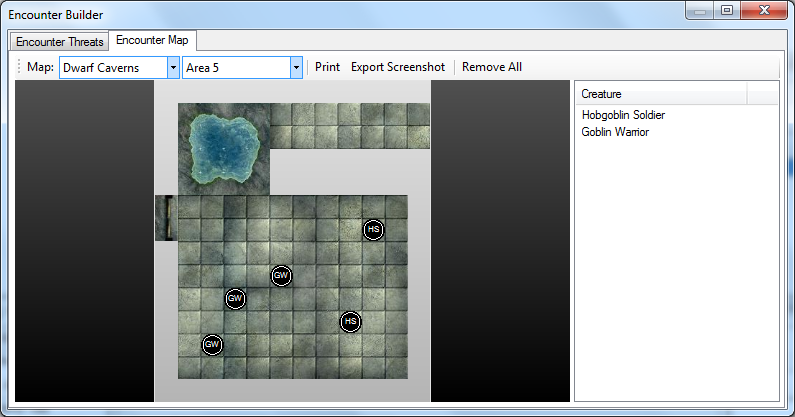 Encounter Builder
Encounter Threats Encounter Map
Map: Dwarf Caverns Area 5 Print Export Screenshot Remove All
Creature
Hobgoblin Soldier
Goblin Warrior
HS
GW
GW
HS
GW